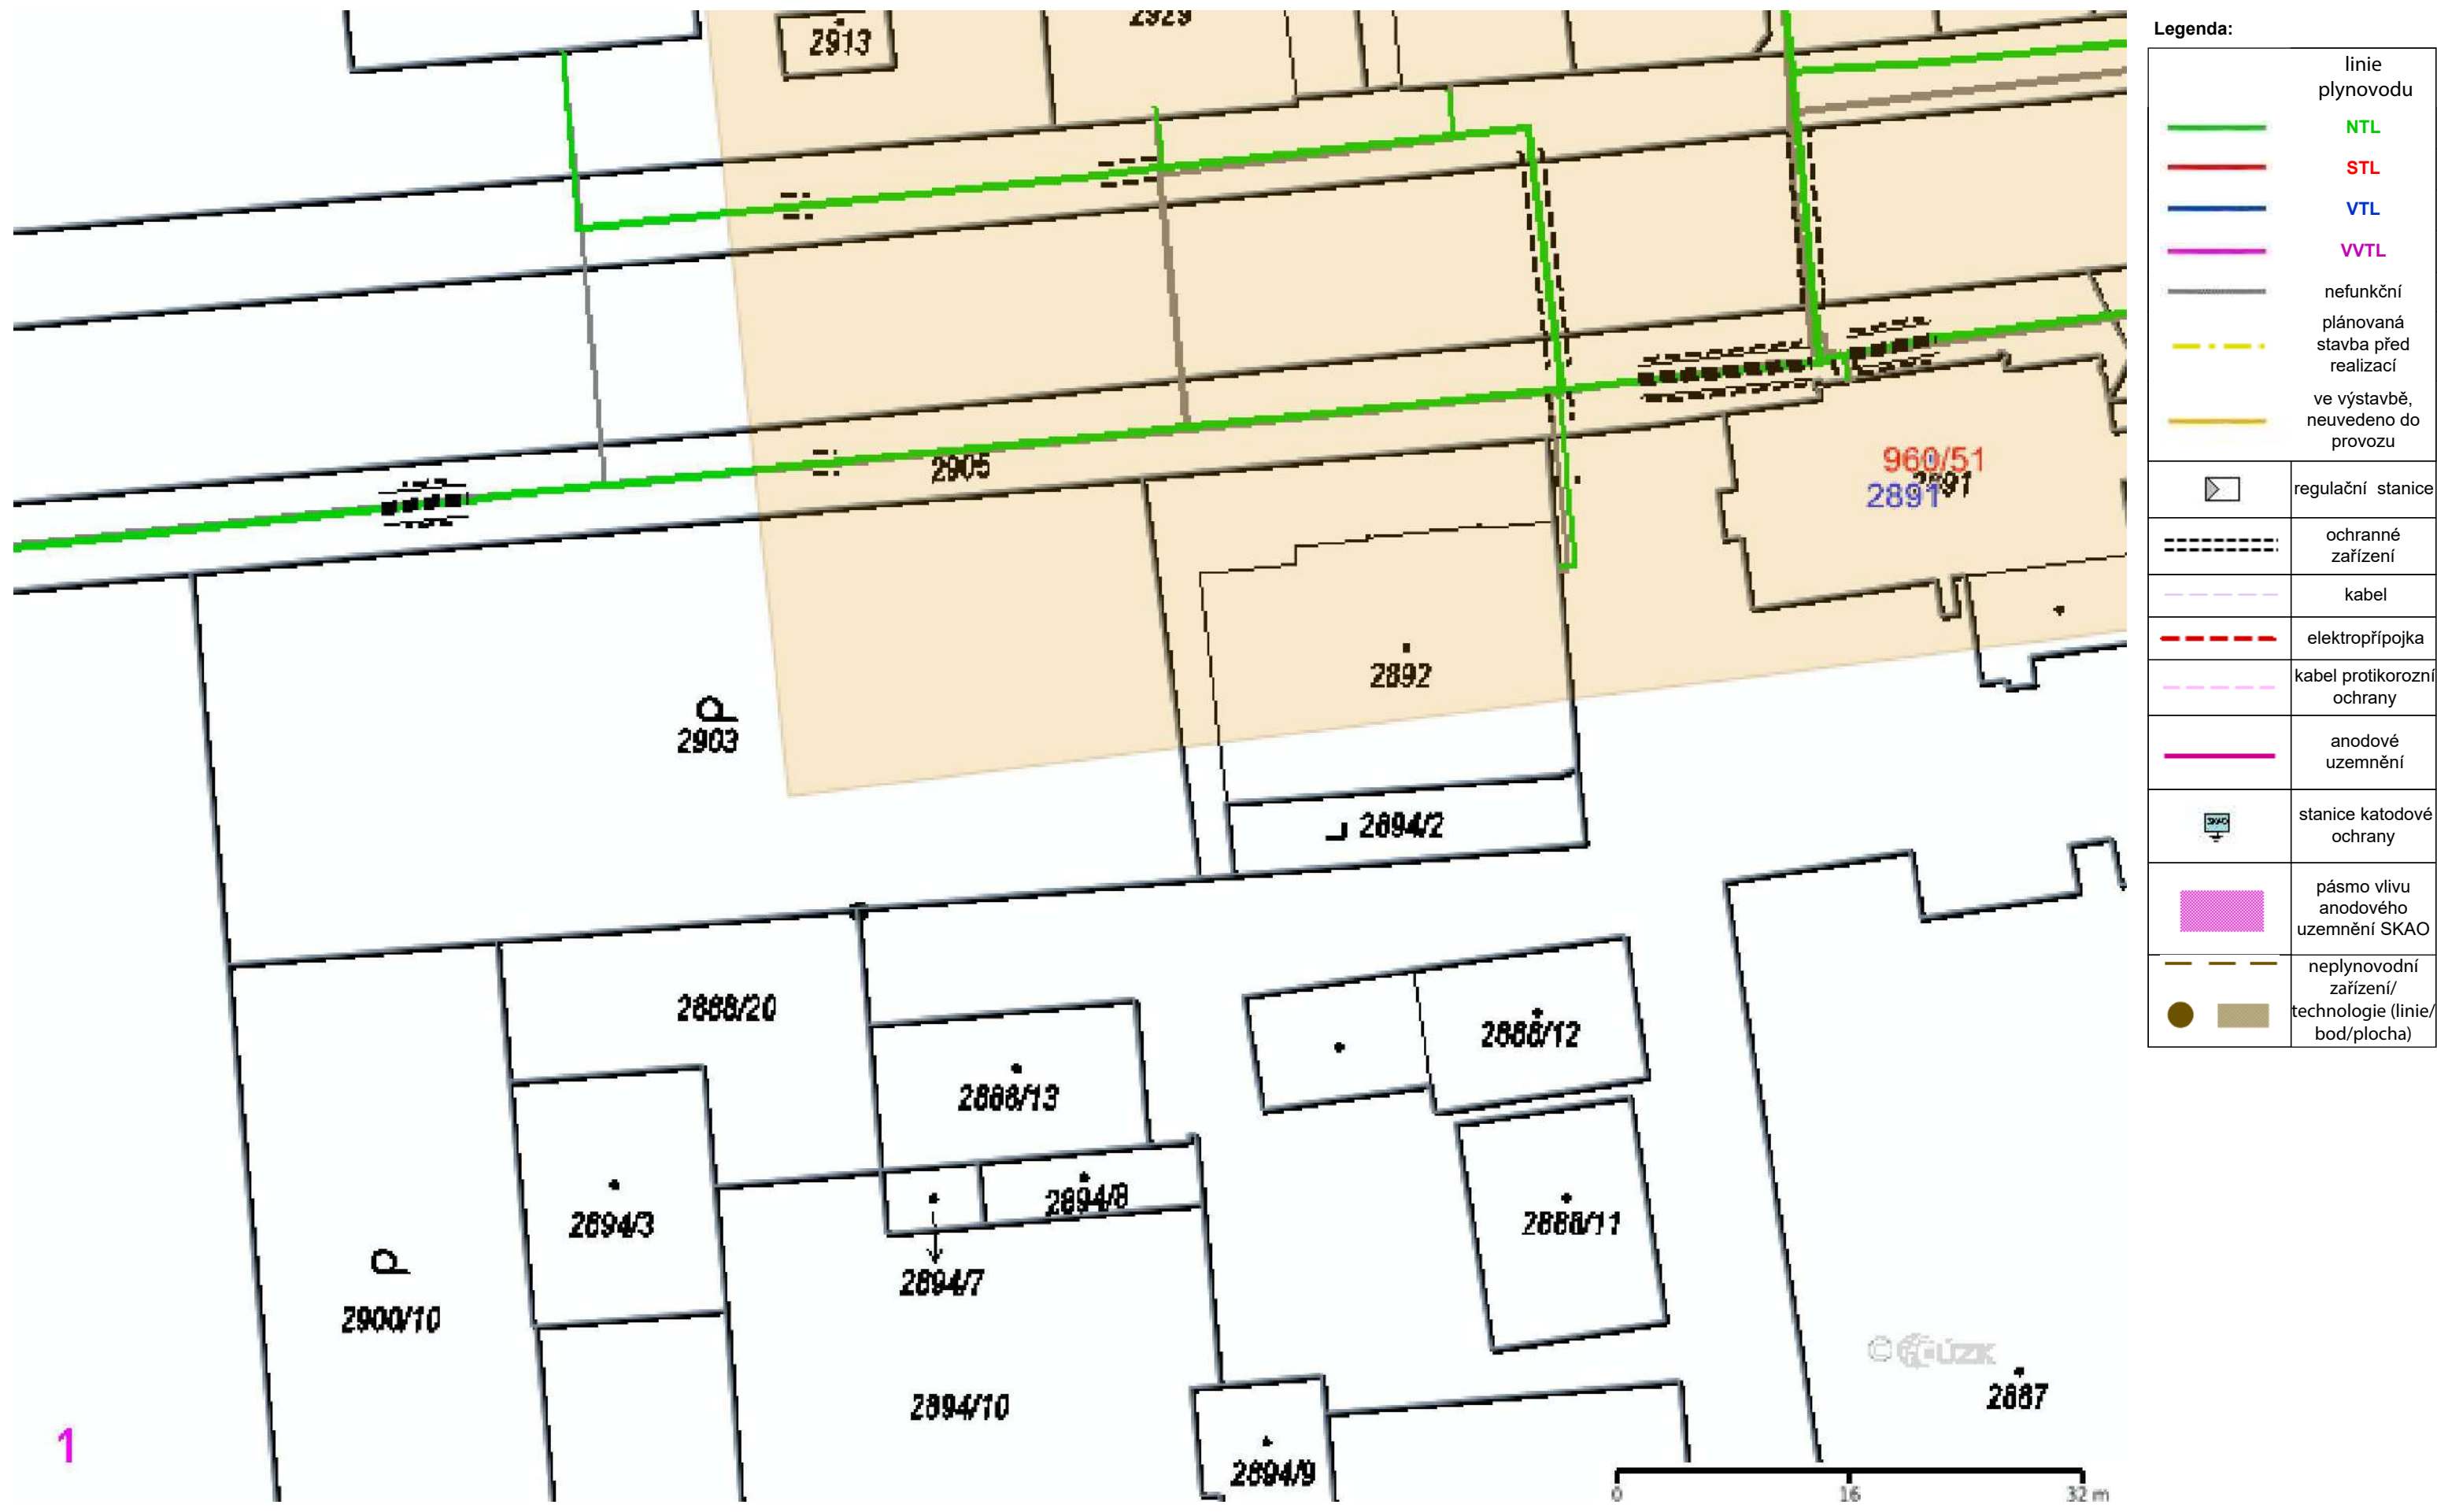 2913
2929
2905
960/51
2891
2891
2892
2903
2894/2
2888/20
2888/12
2888/13
2894/8
2894/3
2888/11
2894/7
2900/10
2894/10
2887
2894/9
1
0 16 32 m
Legenda:
linie
plynovodu
NTL
STL
VTL
VVTL
nefunkční
plánovaná
stavba před
realizací
ve výstavbě,
neuvedeno do
provozu
regulační stanice
ochranné
zařízení
kabel
elektropřípojka
kabel protikorozní
ochrany
anodové
uzemnění
SKAO
stanice katodové
ochrany
pásmo vlivu
anodového
uzemnění SKAO
neplynovodní
zařízení/
technologie (linie/
bod/plocha)